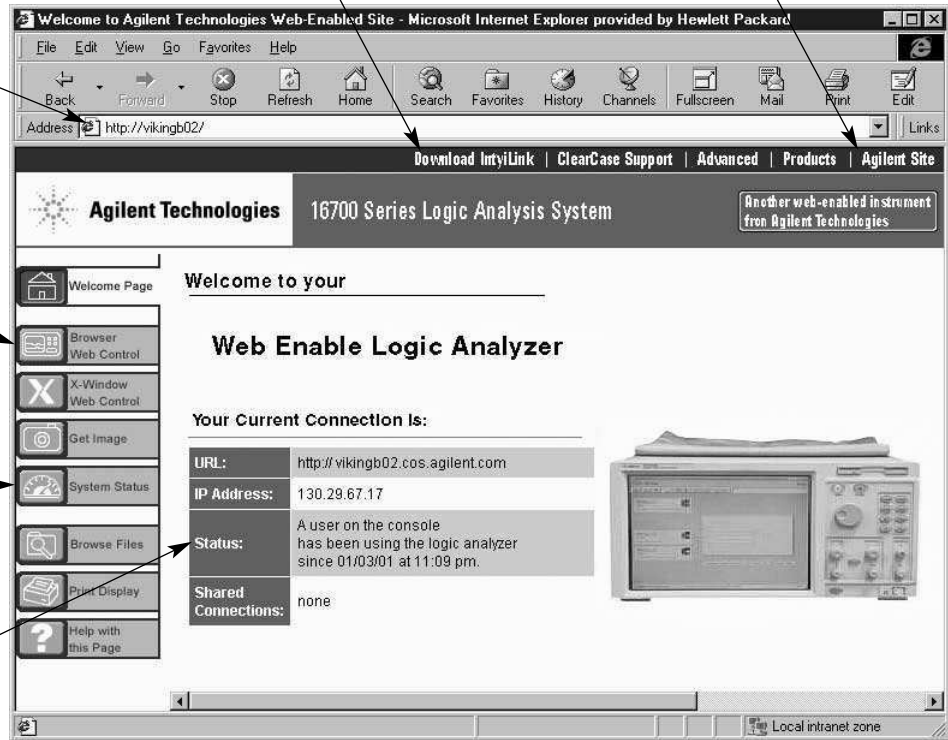 Welcome to Agilent Technologies Web-Enabled Site - Microsoft Internet Explorer provided by Hewlett Packard
File Edit View Go Favorites Help
Back Forward Stop Refresh Home Search Favorites History Channels Fullscreen Mail Print Edit
Address http://vikingb02/ Links
Download IntyiLink | ClearCase Support | Advanced | Products | Agilent Site
Agilent Technologies
16700 Series Logic Analysis System
Another web-enabled instrument
fron Agilent Technologies
Welcome Page
Browser
Web Control
X-Window
Web Control
Get Image
System Status
Browse Files
Print Display
Help with
this Page
Welcome to your
Web Enable Logic Analyzer
Your Current Connection Is:
URL: http://vikingb02.cos.agilent.com
IP Address: 130.29.67.17
Status: A user on the console
has been using the logic analyzer
since 01/03/01 at 11:09 pm.
Shared
Connections: none
Local intranet zone